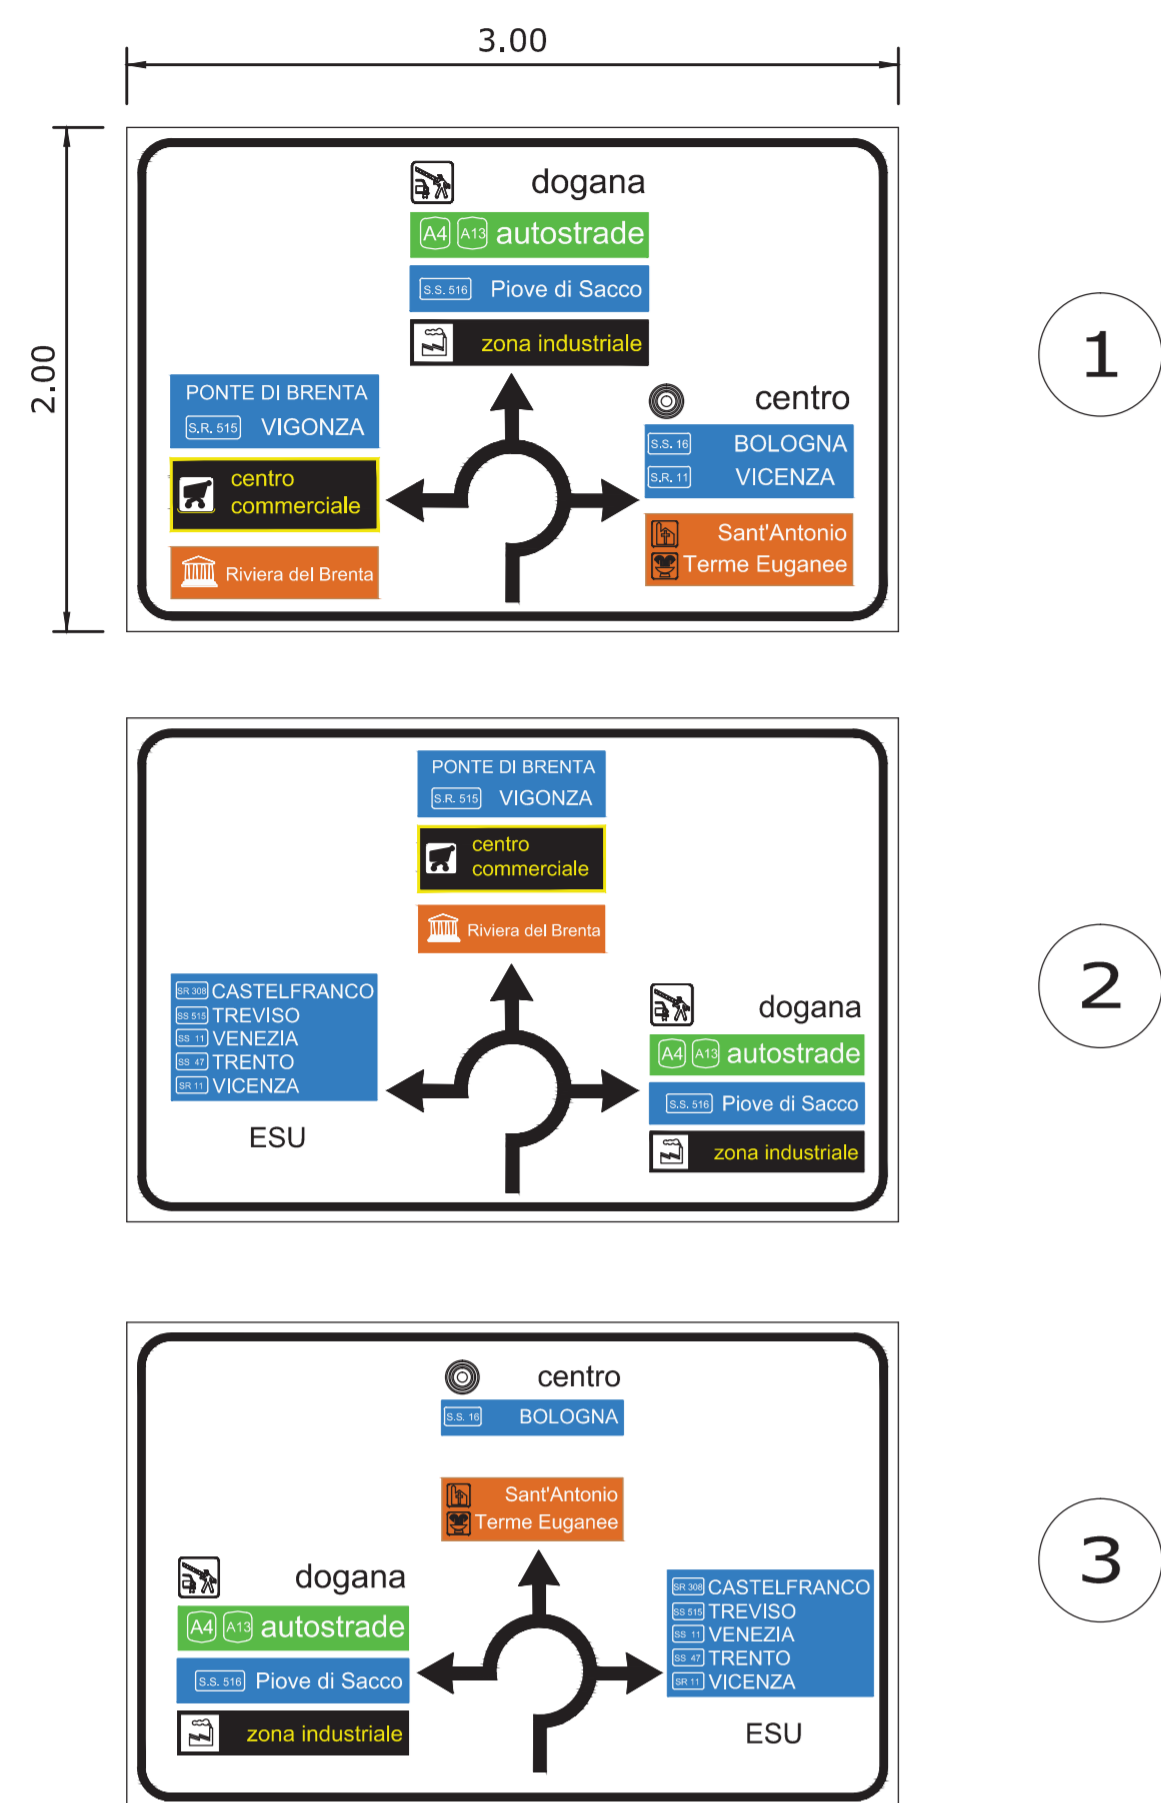 3.00
2.00
dogana
A4 A13 autostrade
S.S. 516 Piove di Sacco
zona industriale
PONTE DI BRENTA
S.R. 515 VIGONZA
centro
commerciale
Riviera del Brenta
centro
S.S. 16 BOLOGNA
S.R. 11 VICENZA
Sant'Antonio
Terme Euganee
1
PONTE DI BRENTA
S.R. 515 VIGONZA
centro
commerciale
Riviera del Brenta
SR 308 CASTELFRANCO
SS 515 TREVISO
SS 11 VENEZIA
SS 47 TRENTO
SR 11 VICENZA
ESU
dogana
A4 A13 autostrade
S.S. 516 Piove di Sacco
zona industriale
2
centro
S.S. 16 BOLOGNA
Sant'Antonio
Terme Euganee
dogana
A4 A13 autostrade
S.S. 516 Piove di Sacco
zona industriale
SR 308 CASTELFRANCO
SS 515 TREVISO
SS 11 VENEZIA
SS 47 TRENTO
SR 11 VICENZA
ESU
3